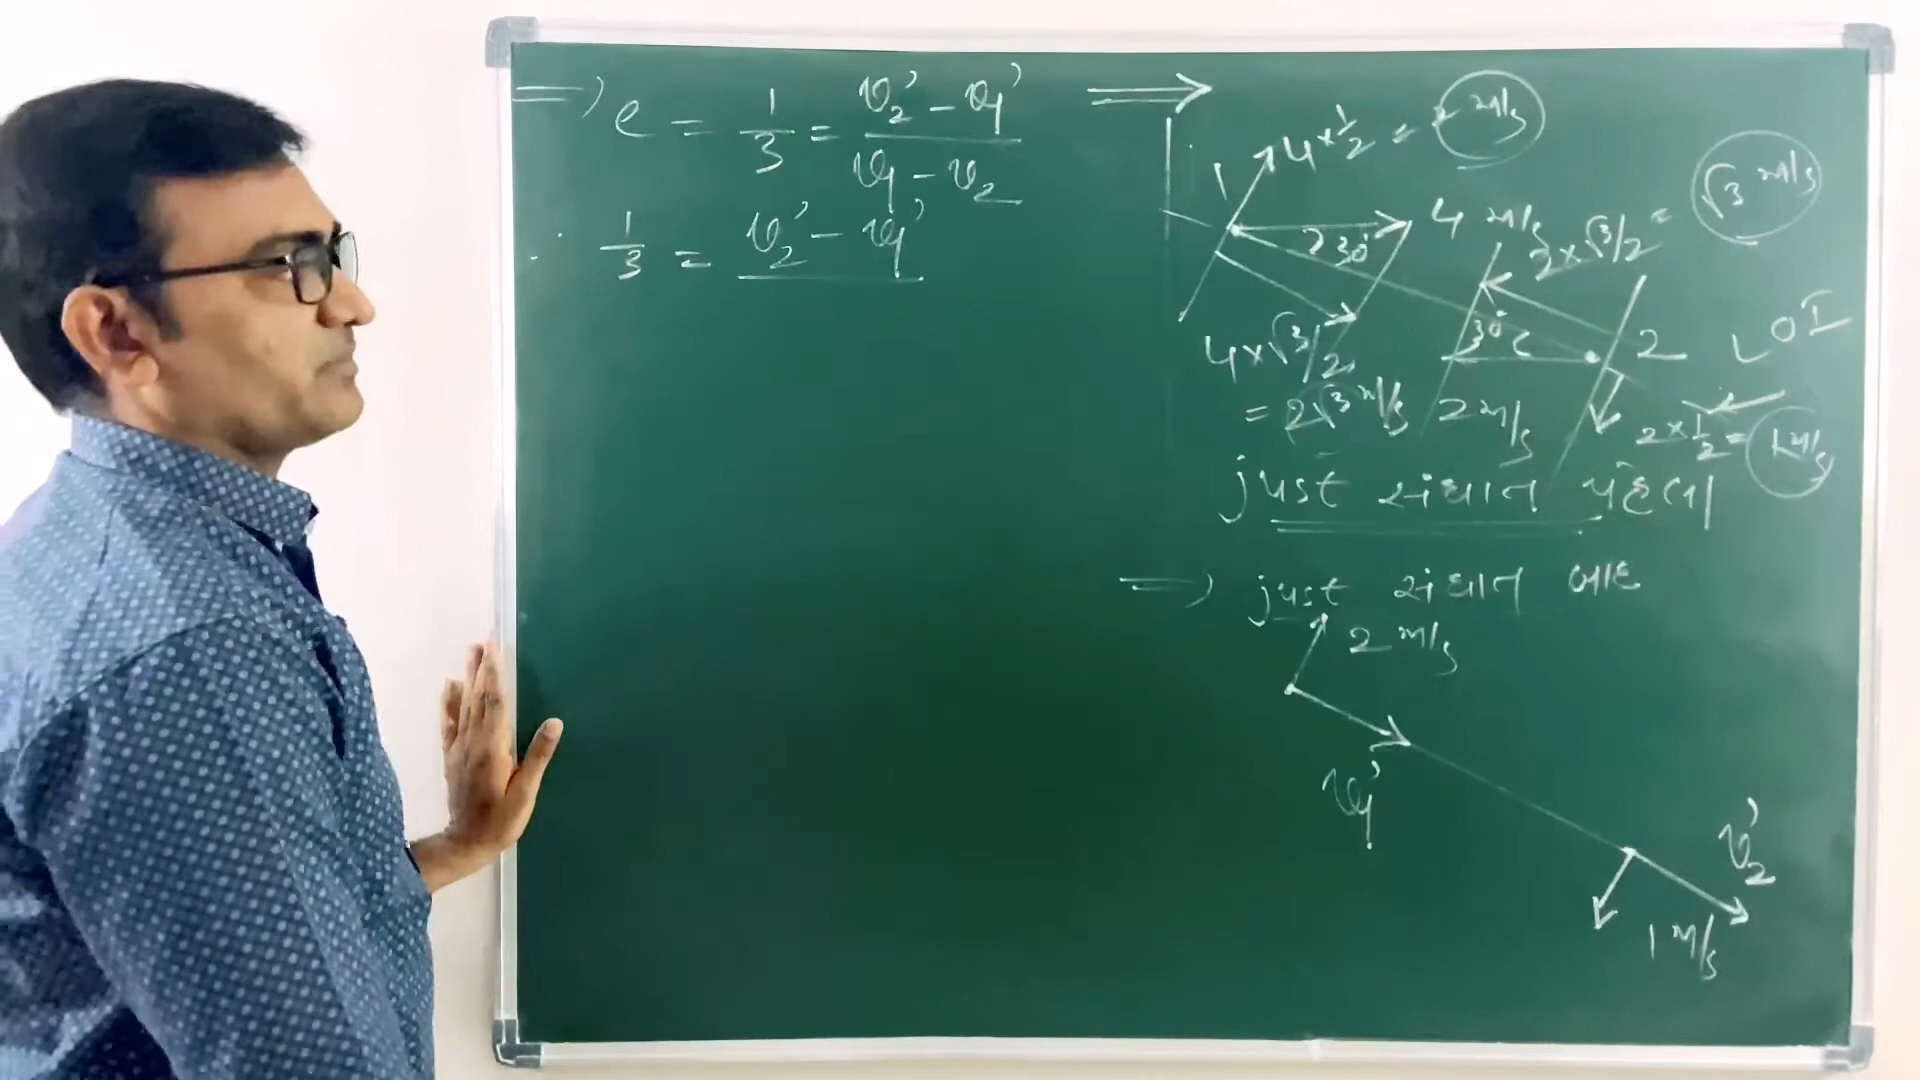 ⇒ e = 1/3 = v₂' - v₁' / v₁ - v₂ ⇒
∴ 1/3 = v₂' - v₁'
1
4 × 1/2 = 2 m/s
30°
4 m/s
2 × √3/2 = √3 m/s
4 × √3/2
= 2√3 m/s
30°
2 m/s
2
LOI
2 × 1/2 = 1 m/s
just સંઘાત પહેલા
⇒ just સંઘાત બાદ
2 m/s
v₁'
v₂'
1 m/s